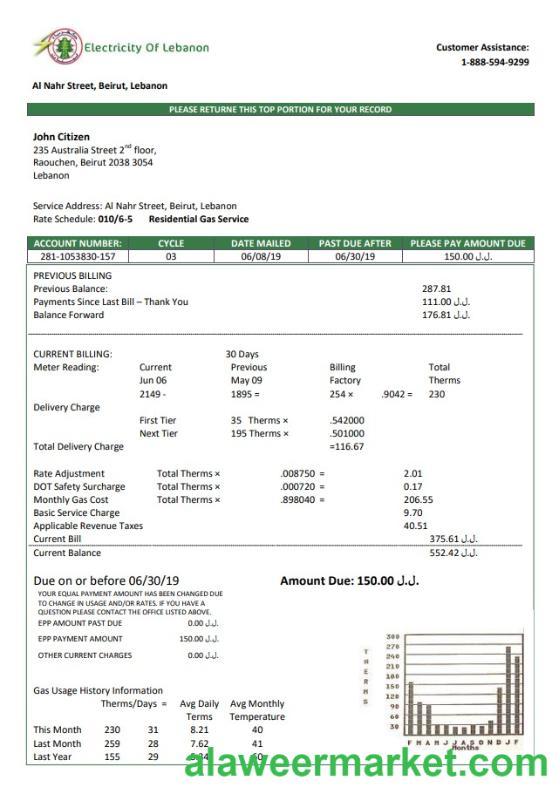 Electricity Of Lebanon
Customer Assistance:
1-888-594-9299
Al Nahr Street, Beirut, Lebanon
PLEASE RETURNE THIS TOP PORTION FOR YOUR RECORD
John Citizen
235 Australia Street 2nd floor,
Raouchen, Beirut 2038 3054
Lebanon
Service Address: Al Nahr Street, Beirut, Lebanon
Rate Schedule: 010/6-5 Residential Gas Service
ACCOUNT NUMBER: CYCLE DATE MAILED PAST DUE AFTER PLEASE PAY AMOUNT DUE
281-1053830-157 03 06/08/19 06/30/19 150.00 ل.ل.
PREVIOUS BILLING
Previous Balance: 287.81
Payments Since Last Bill – Thank You 111.00 ل.ل.
Balance Forward 176.81 ل.ل.
CURRENT BILLING: 30 Days
Meter Reading: Current Previous Billing Total
Jun 06 May 09 Factory Therms
2149 - 1895 = 254 × .9042 = 230
Delivery Charge
First Tier 35 Therms × .542000
Next Tier 195 Therms × .501000
Total Delivery Charge =116.67
Rate Adjustment Total Therms × .008750 = 2.01
DOT Safety Surcharge Total Therms × .000720 = 0.17
Monthly Gas Cost Total Therms × .898040 = 206.55
Basic Service Charge 9.70
Applicable Revenue Taxes 40.51
Current Bill 375.61 ل.ل.
Current Balance 552.42 ل.ل.
Due on or before 06/30/19 Amount Due: 150.00 ل.ل.
YOUR EQUAL PAYMENT AMOUNT HAS BEEN CHANGED DUE
TO CHANGE IN USAGE AND/OR RATES. IF YOU HAVE A
QUESTION PLEASE CONTACT THE OFFICE LISTED ABOVE.
EPP AMOUNT PAST DUE 0.00 ل.ل.
EPP PAYMENT AMOUNT 150.00 ل.ل.
OTHER CURRENT CHARGES 0.00 ل.ل.
THERMS
300
270
240
210
180
150
120
90
60
30
F M A M J J A S O N D J F
Months
Gas Usage History Information
Therms/Days = Avg Daily Avg Monthly
Terms Temperature
This Month 230 31 8.21 40
Last Month 259 28 7.62 41
Last Year 155 29
alaweermarket.com